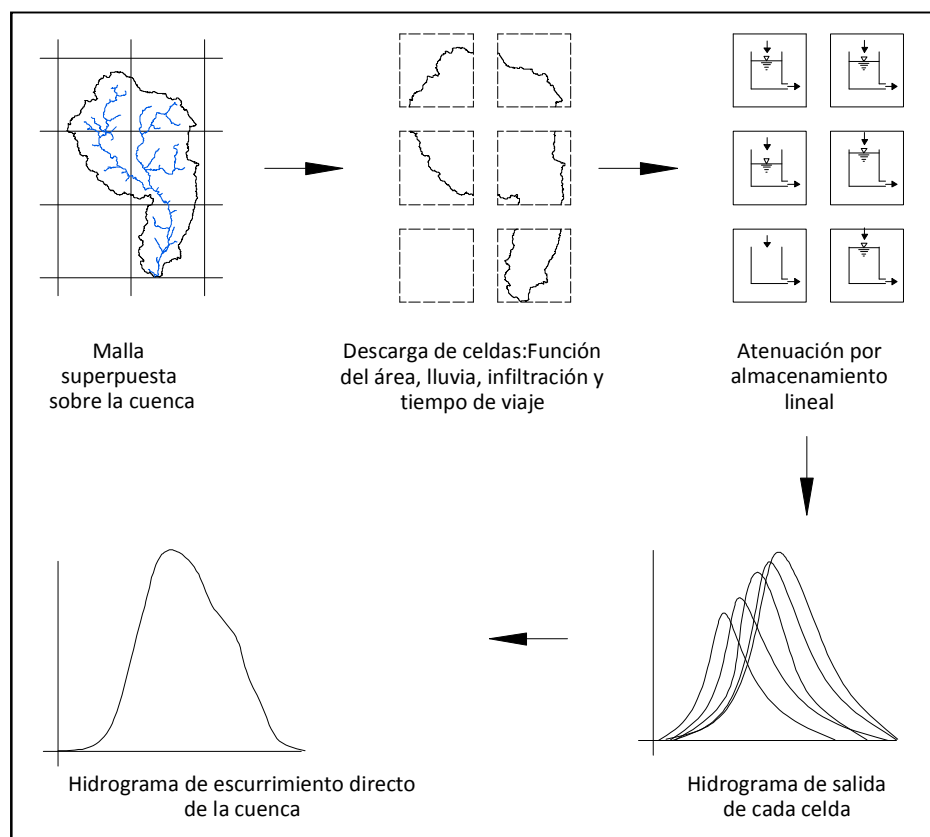 Malla
superpuesta
sobre la cuenca
Descarga de celdas:Función
del área, lluvia, infiltración y
tiempo de viaje
Atenuación por
almacenamiento
lineal
Hidrograma de escurrimiento directo
de la cuenca
Hidrograma de salida
de cada celda